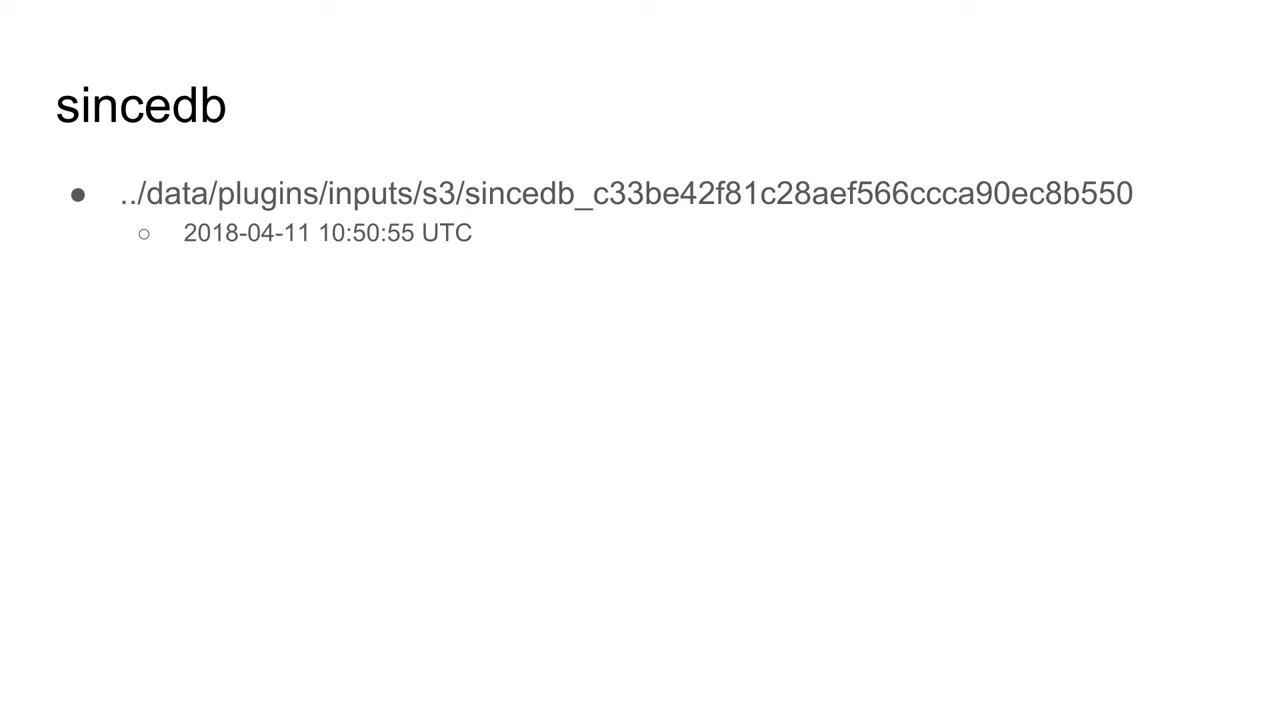 sincedb
● ../data/plugins/inputs/s3/sincedb_c33be42f81c28aef566ccca90ec8b550
○ 2018-04-11 10:50:55 UTC